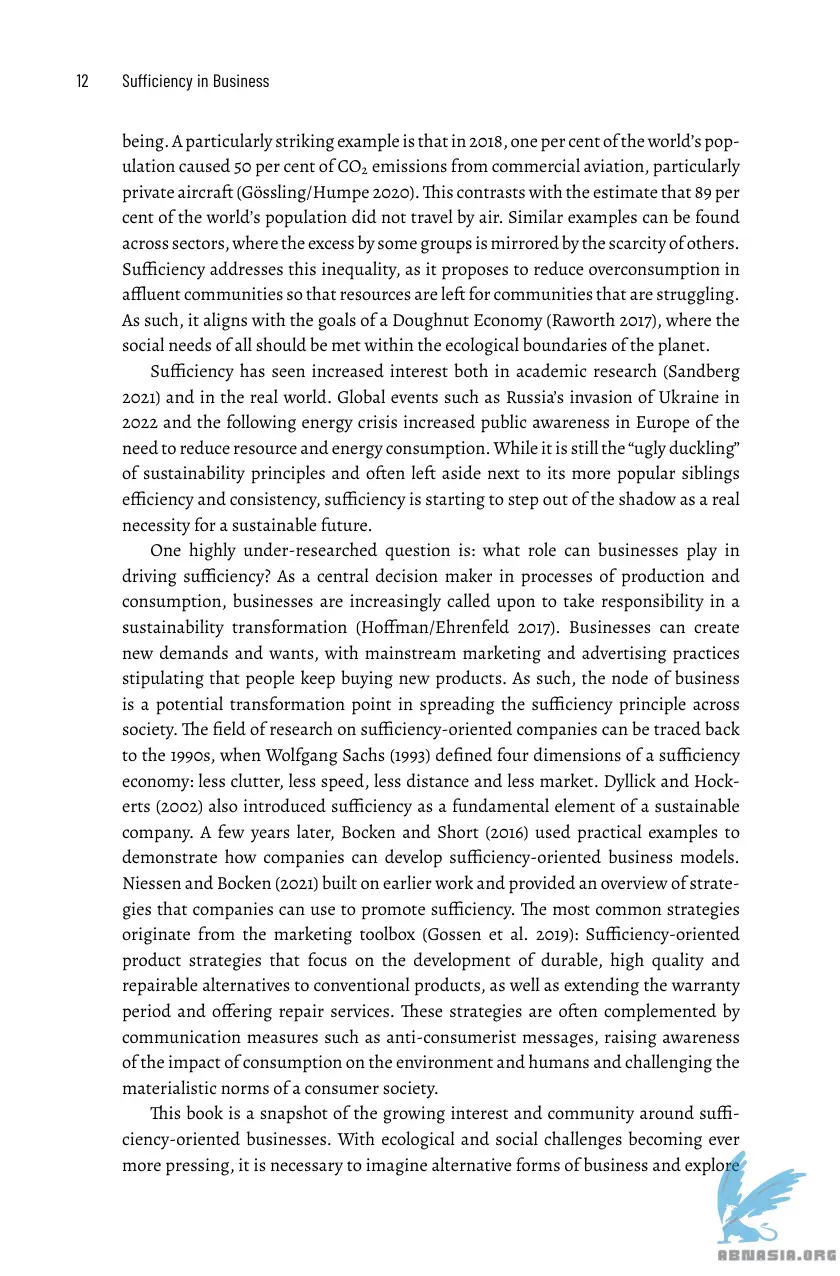 12 Sufficiency in Business
being. A particularly striking example is that in 2018, one per cent of the world’s pop-
ulation caused 50 per cent of CO₂ emissions from commercial aviation, particularly
private aircraft (Gössling/Humpe 2020). This contrasts with the estimate that 89 per
cent of the world’s population did not travel by air. Similar examples can be found
across sectors, where the excess by some groups is mirrored by the scarcity of others.
Sufficiency addresses this inequality, as it proposes to reduce overconsumption in
affluent communities so that resources are left for communities that are struggling.
As such, it aligns with the goals of a Doughnut Economy (Raworth 2017), where the
social needs of all should be met within the ecological boundaries of the planet.
Sufficiency has seen increased interest both in academic research (Sandberg
2021) and in the real world. Global events such as Russia’s invasion of Ukraine in
2022 and the following energy crisis increased public awareness in Europe of the
need to reduce resource and energy consumption. While it is still the “ugly duckling”
of sustainability principles and often left aside next to its more popular siblings
efficiency and consistency, sufficiency is starting to step out of the shadow as a real
necessity for a sustainable future.
One highly under-researched question is: what role can businesses play in
driving sufficiency? As a central decision maker in processes of production and
consumption, businesses are increasingly called upon to take responsibility in a
sustainability transformation (Hoffman/Ehrenfeld 2017). Businesses can create
new demands and wants, with mainstream marketing and advertising practices
stipulating that people keep buying new products. As such, the node of business
is a potential transformation point in spreading the sufficiency principle across
society. The field of research on sufficiency-oriented companies can be traced back
to the 1990s, when Wolfgang Sachs (1993) defined four dimensions of a sufficiency
economy: less clutter, less speed, less distance and less market. Dyllick and Hock-
erts (2002) also introduced sufficiency as a fundamental element of a sustainable
company. A few years later, Bocken and Short (2016) used practical examples to
demonstrate how companies can develop sufficiency-oriented business models.
Niessen and Bocken (2021) built on earlier work and provided an overview of strate-
gies that companies can use to promote sufficiency. The most common strategies
originate from the marketing toolbox (Gossen et al. 2019): Sufficiency-oriented
product strategies that focus on the development of durable, high quality and
repairable alternatives to conventional products, as well as extending the warranty
period and offering repair services. These strategies are often complemented by
communication measures such as anti-consumerist messages, raising awareness
of the impact of consumption on the environment and humans and challenging the
materialistic norms of a consumer society.
This book is a snapshot of the growing interest and community around suffi-
ciency-oriented businesses. With ecological and social challenges becoming ever
more pressing, it is necessary to imagine alternative forms of business and explore
ABNASIA.ORG